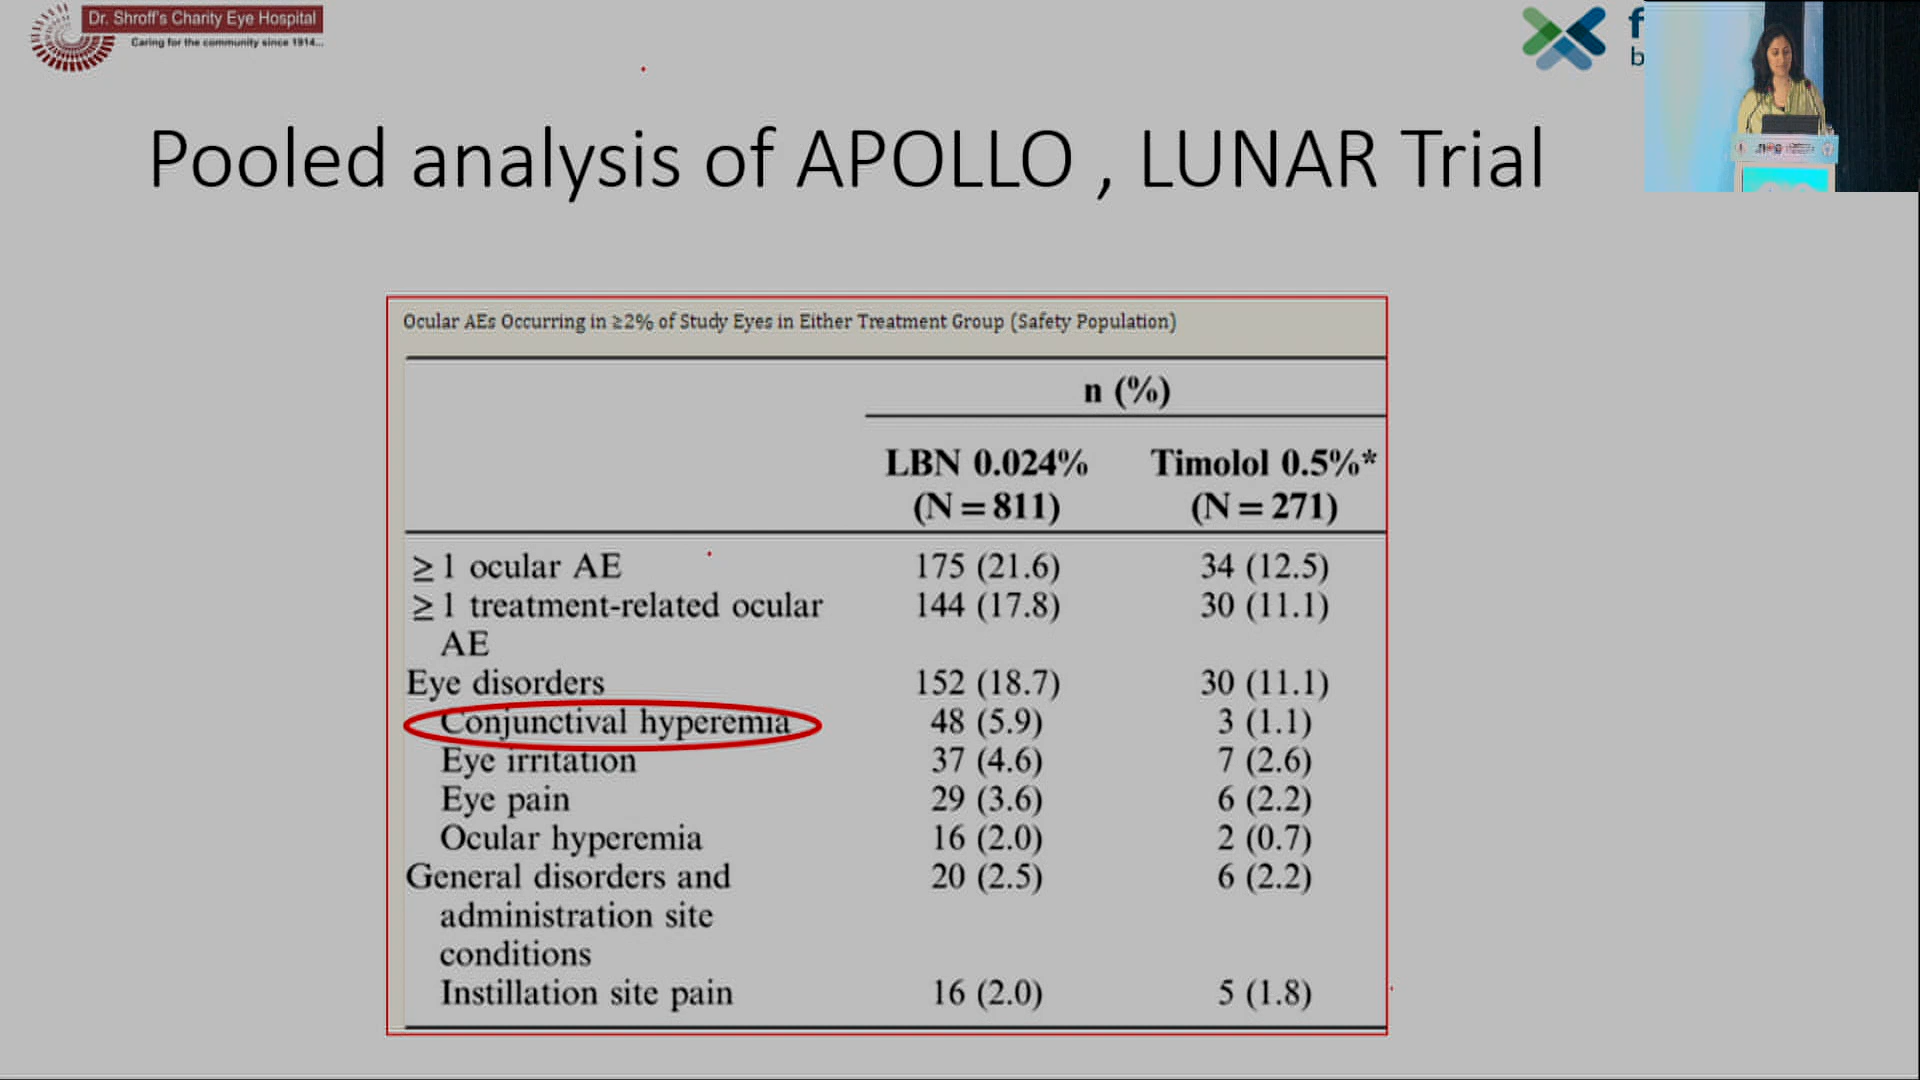 Dr. Shroff's Charity Eye Hospital
Caring for the community since 1914...
f
b
Pooled analysis of APOLLO , LUNAR Trial
Ocular AEs Occurring in ≥2% of Study Eyes in Either Treatment Group (Safety Population)
n (%)
LBN 0.024% Timolol 0.5%*
(N = 811) (N = 271)
≥ 1 ocular AE 175 (21.6) 34 (12.5)
≥ 1 treatment-related ocular 144 (17.8) 30 (11.1)
AE
Eye disorders 152 (18.7) 30 (11.1)
Conjunctival hyperemia 48 (5.9) 3 (1.1)
Eye irritation 37 (4.6) 7 (2.6)
Eye pain 29 (3.6) 6 (2.2)
Ocular hyperemia 16 (2.0) 2 (0.7)
General disorders and 20 (2.5) 6 (2.2)
administration site
conditions
Instillation site pain 16 (2.0) 5 (1.8)